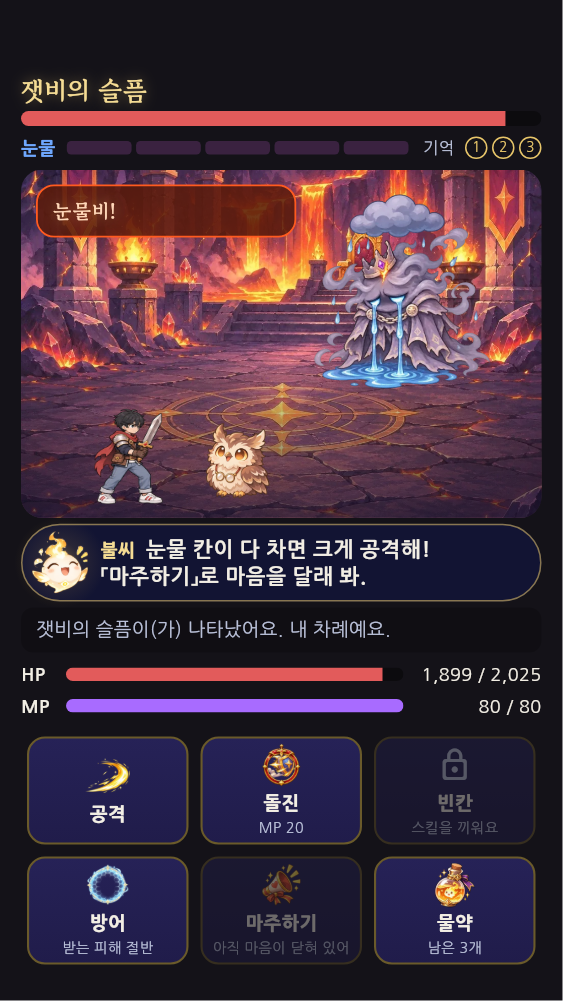 잿비의 슬픔
눈물
기억 1 2 3
눈물비!
불씨 눈물 칸이 다 차면 크게 공격해!
「마주하기」로 마음을 달래 봐.
잿비의 슬픔이(가) 나타났어요. 내 차례예요.
HP 1,899 / 2,025
MP 80 / 80
공격
돌진
MP 20
빈칸
스킬을 끼워요
방어
받는 피해 절반
마주하기
아직 마음이 닫혀 있어
물약
남은 3개